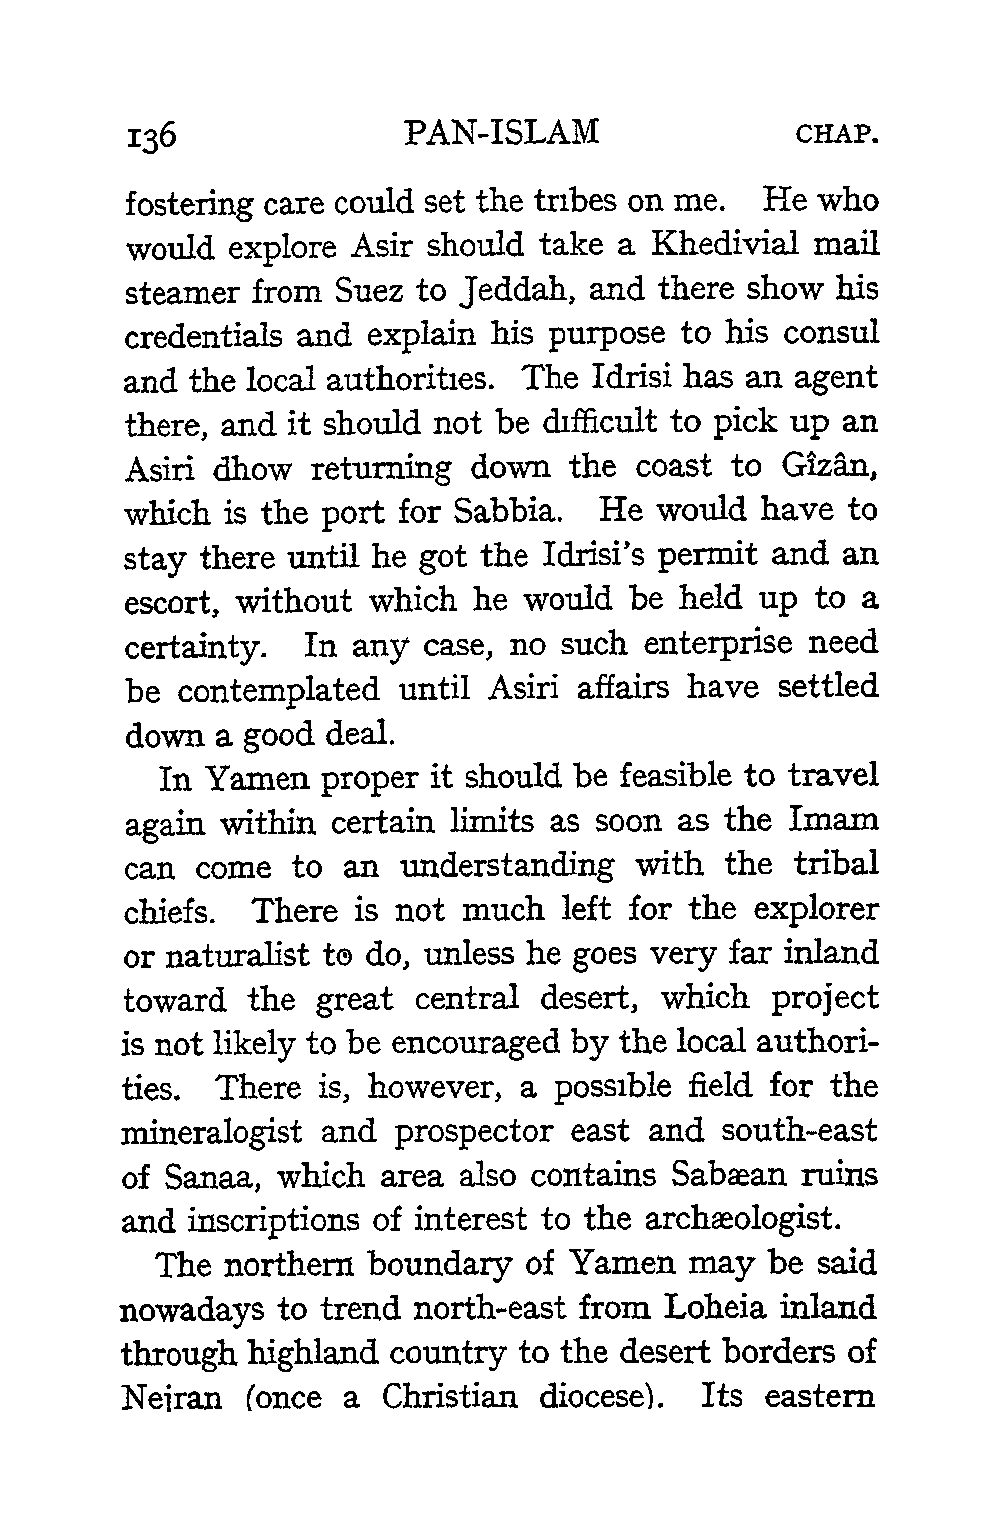 136 PAN-ISLAM CHAP.
fostering care could set the tribes on me. He who
would explore Asir should take a Khedivial mail
steamer from Suez to Jeddah, and there show his
credentials and explain his purpose to his consul
and the local authorities. The Idrisi has an agent
there, and it should not be difficult to pick up an
Asiri dhow returning down the coast to Gîzân,
which is the port for Sabbia. He would have to
stay there until he got the Idrisi's permit and an
escort, without which he would be held up to a
certainty. In any case, no such enterprise need
be contemplated until Asiri affairs have settled
down a good deal.
In Yamen proper it should be feasible to travel
again within certain limits as soon as the Imam
can come to an understanding with the tribal
chiefs. There is not much left for the explorer
or naturalist to do, unless he goes very far inland
toward the great central desert, which project
is not likely to be encouraged by the local authori-
ties. There is, however, a possible field for the
mineralogist and prospector east and south-east
of Sanaa, which area also contains Sabæan ruins
and inscriptions of interest to the archæologist.
The northern boundary of Yamen may be said
nowadays to trend north-east from Loheia inland
through highland country to the desert borders of
Nejran (once a Christian diocese). Its eastern